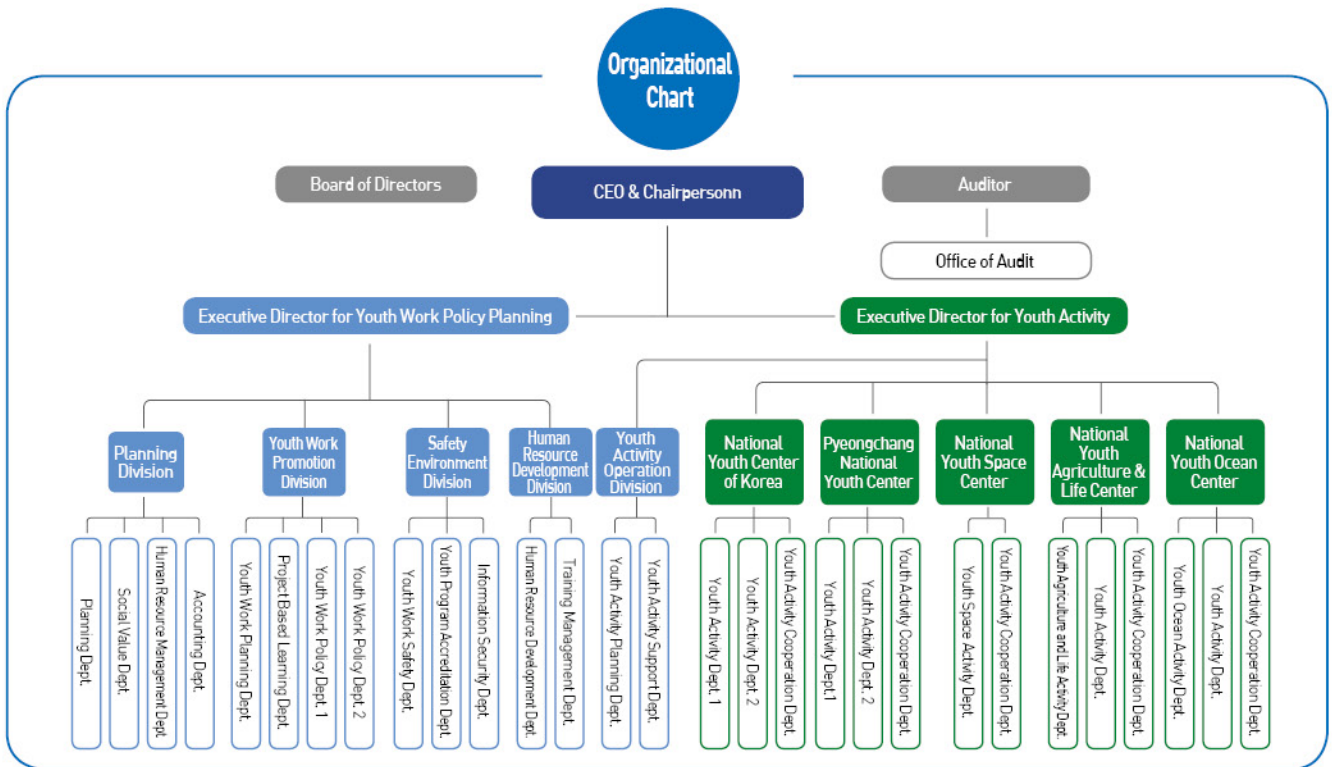 Organizational
Chart
Board of Directors
CEO & Chairpersonn
Auditor
Office of Audit
Executive Director for Youth Work Policy Planning
Executive Director for Youth Activity
Planning
Division
Youth Work
Promotion
Division
Safety
Environment
Division
Human
Resource
Development
Division
Youth
Activity
Operation
Division
National
Youth Center
of Korea
Pyeongchang
National
Youth Center
National
Youth Space
Center
National
Youth
Agriculture &
Life Center
National
Youth Ocean
Center
Planning Dept.
Social Value Dept.
Human Resource Management Dept
Accounting Dept.
Youth Work Planning Dept.
Project Based Learning Dept.
Youth Work Policy Dept. 1
Youth Work Policy Dept. 2
Youth Work Safety Dept.
Youth Program Accreditation Dept.
Information Security Dept.
Human Resource Development Dept.
Training Management Dept.
Youth Activity Planning Dept.
Youth Activity Support Dept.
Youth Activity Dept. 1
Youth Activity Dept. 2
Youth Activity Cooperation Dept.
Youth Activity Dept.1
Youth Activity Dept. 2
Youth Activity Cooperation Dept.
Youth Space Activity Dept.
Youth Activity Cooperation Dept.
Youth Agriculture and Life Activity Dept.
Youth Activity Dept.
Youth Activity Cooperation Dept.
Youth Ocean Activity Dept.
Youth Activity Dept.
Youth Activity Cooperation Dept.